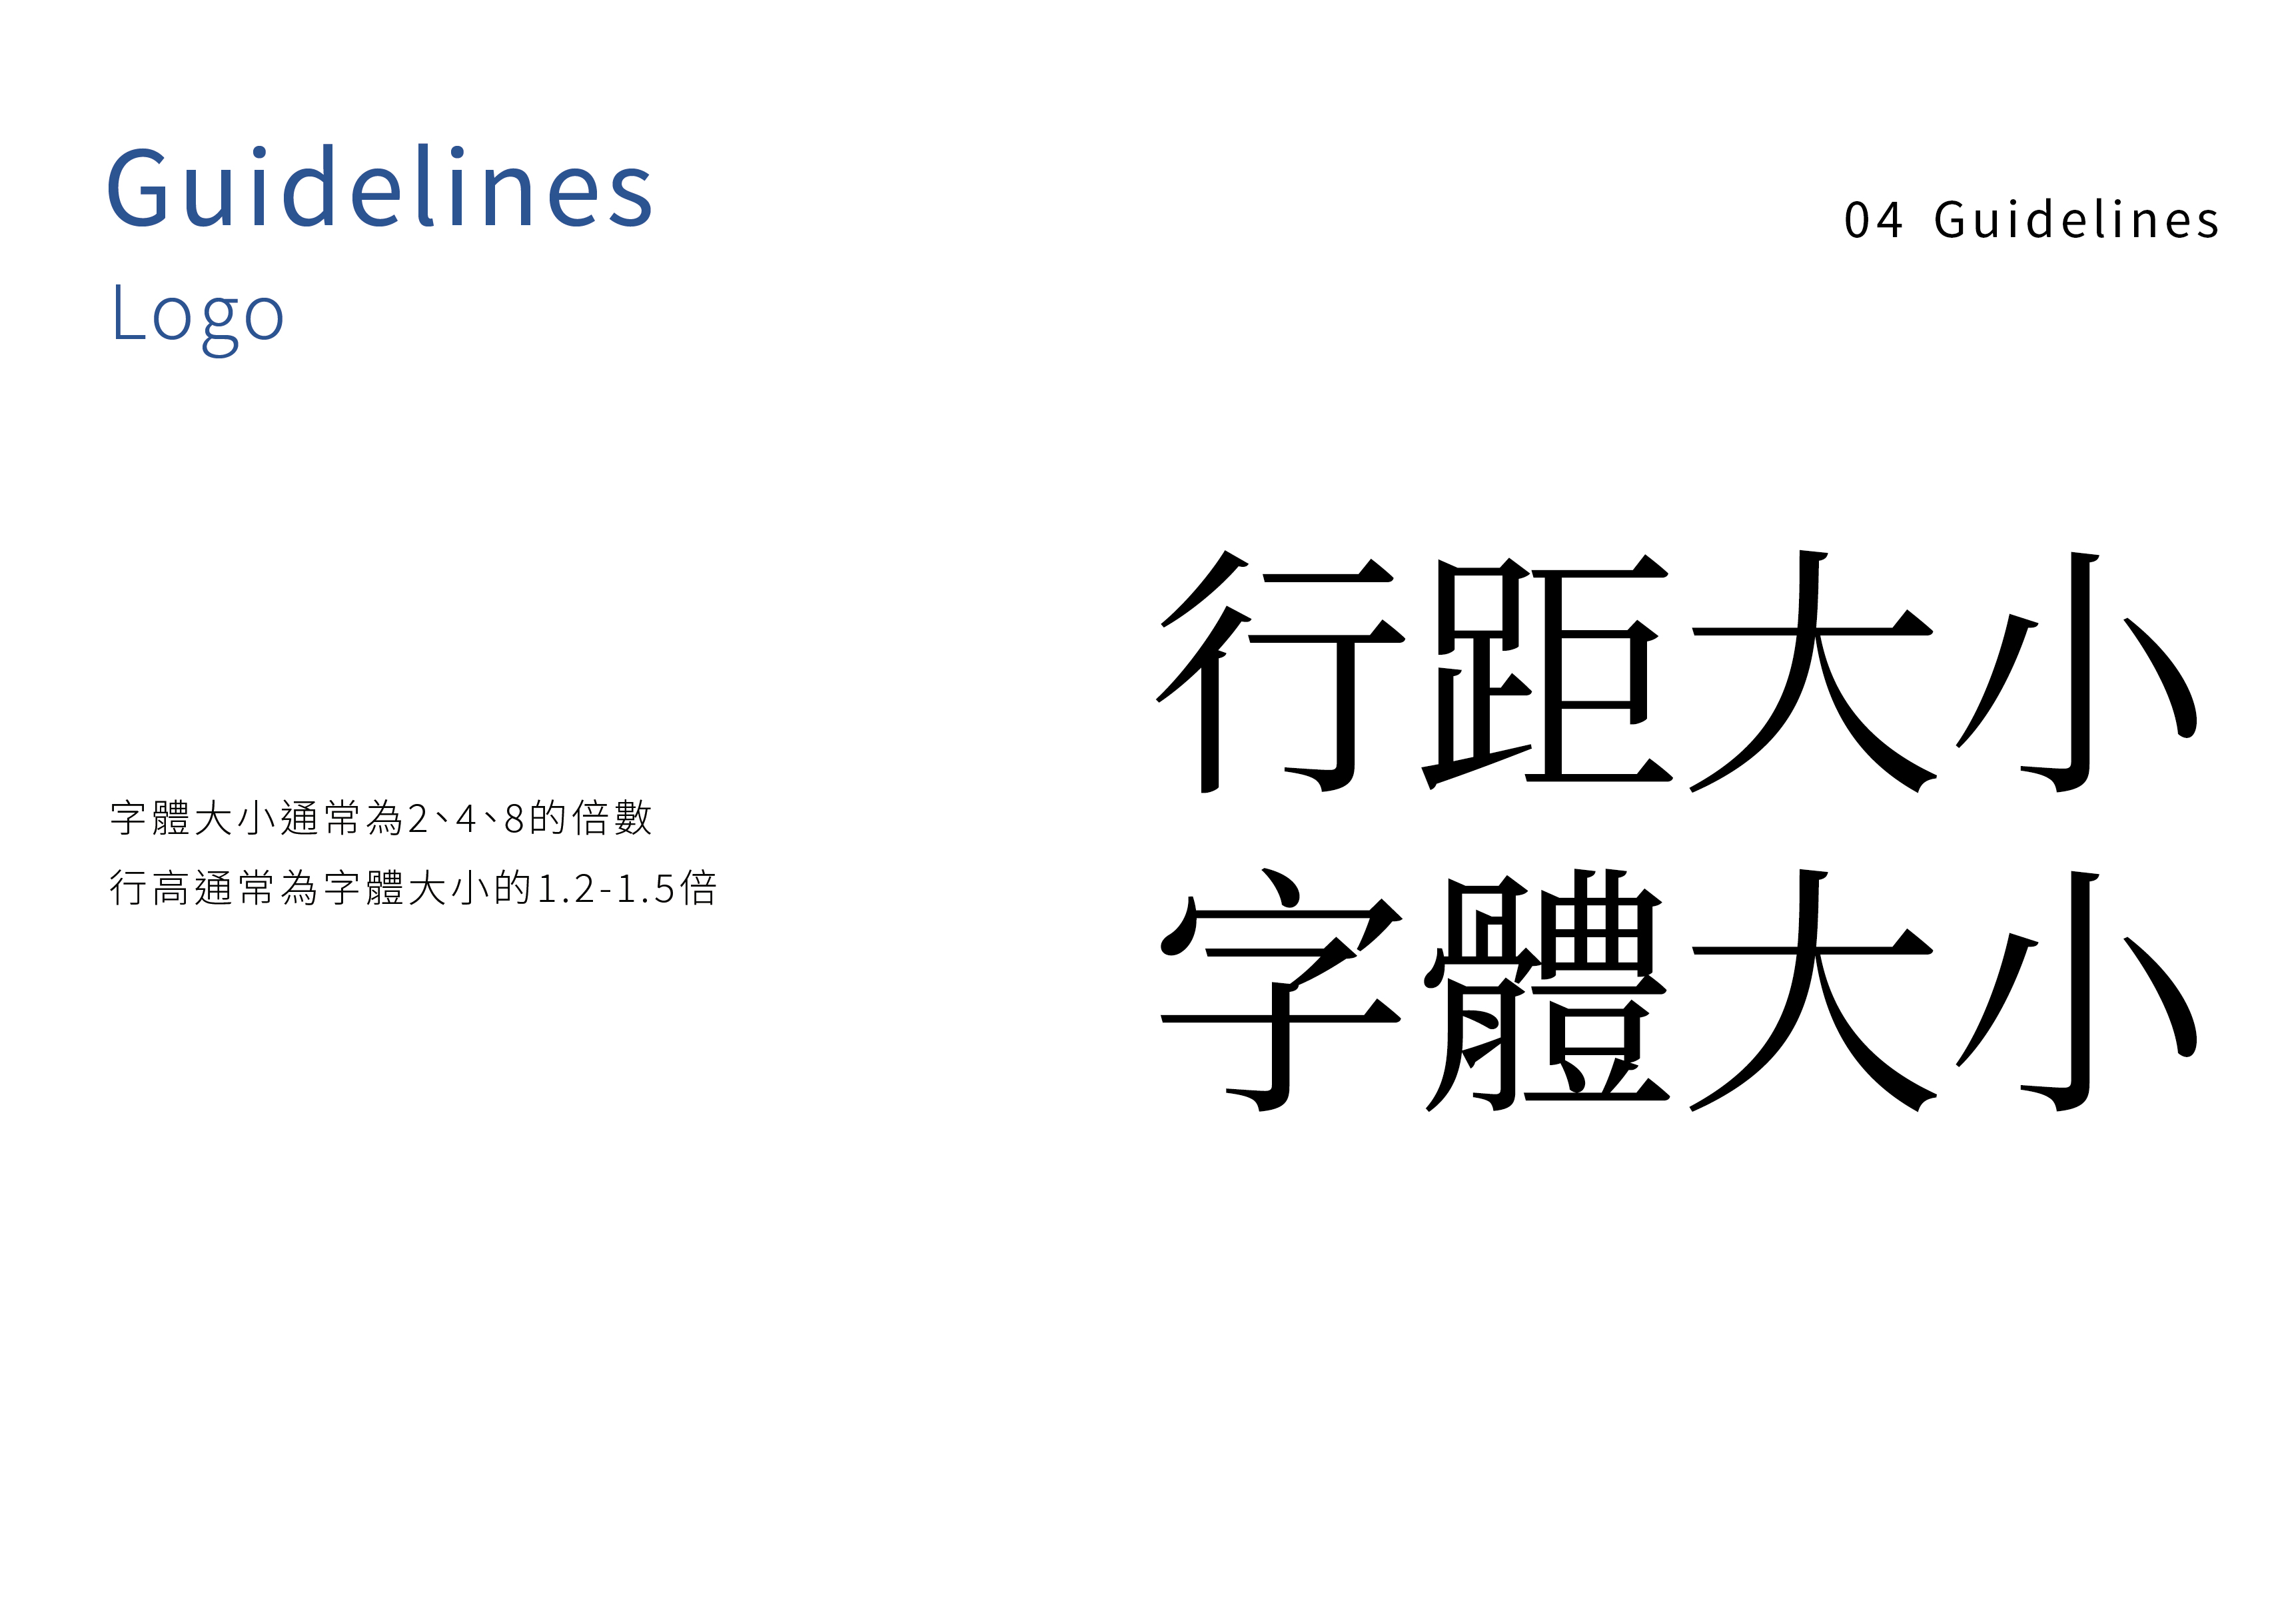 Guidelines
04 Guidelines
Logo
行距大小
字體大小
字體大小通常為2、4、8的倍數
行高通常為字體大小的1.2-1.5倍